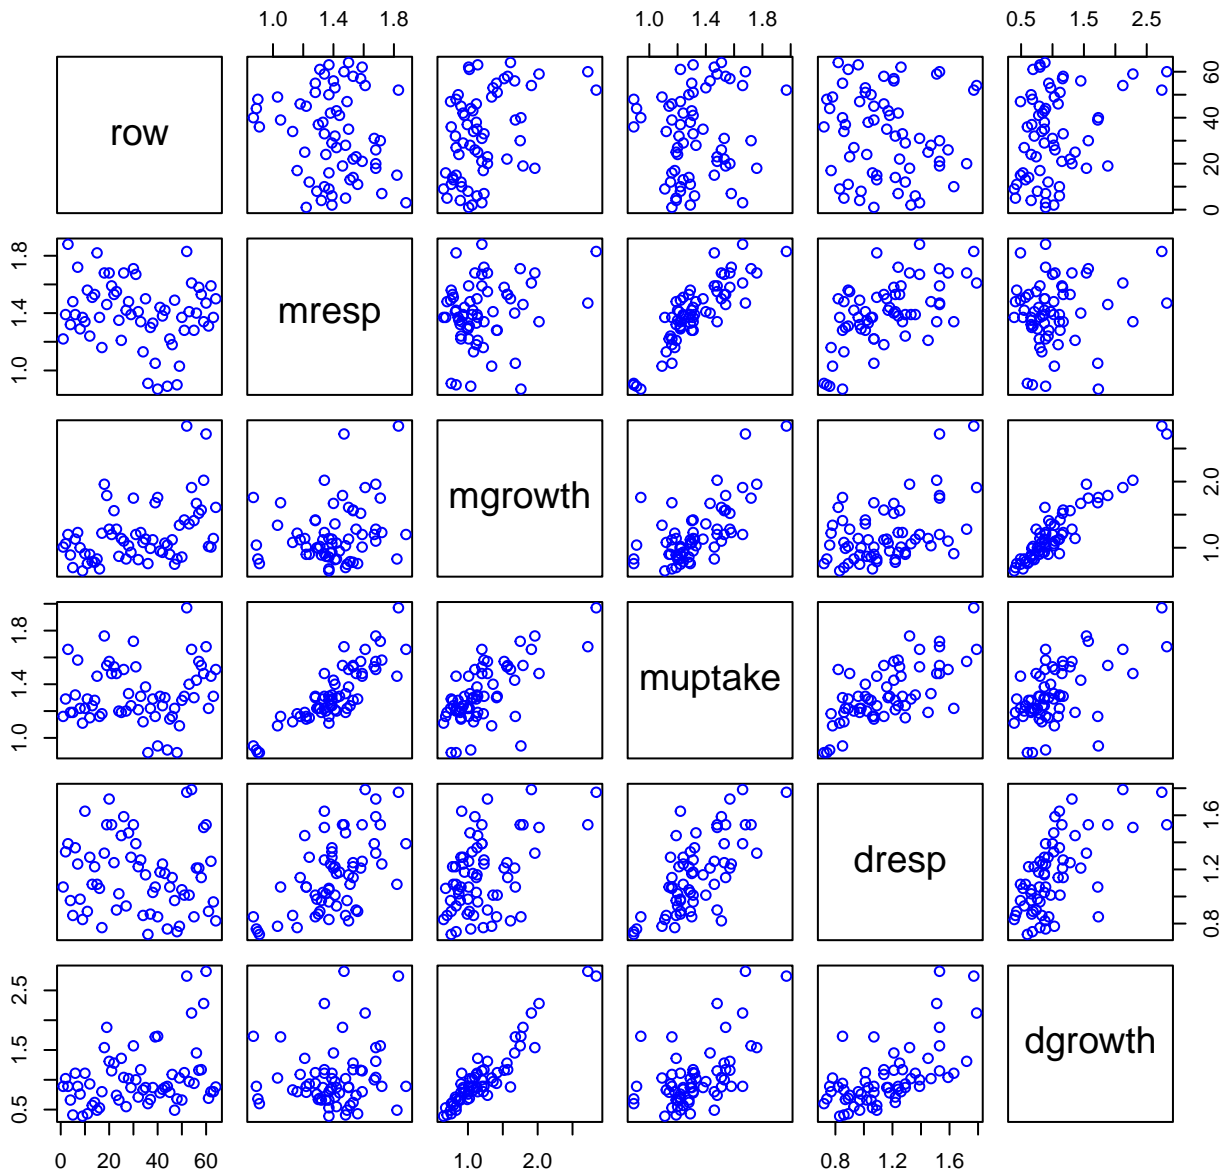 1.0 1.4 1.8 1.0 1.4 1.8 0.5 1.5 2.5
row 0 20 40 60
1.0 1.4 1.8 mresp
mgrowth 1.0 2.0
1.0 1.4 1.8 muptake
dresp 0.8 1.2 1.6
0.5 1.5 2.5 dgrowth
0 20 40 60 1.0 2.0 0.8 1.2 1.6